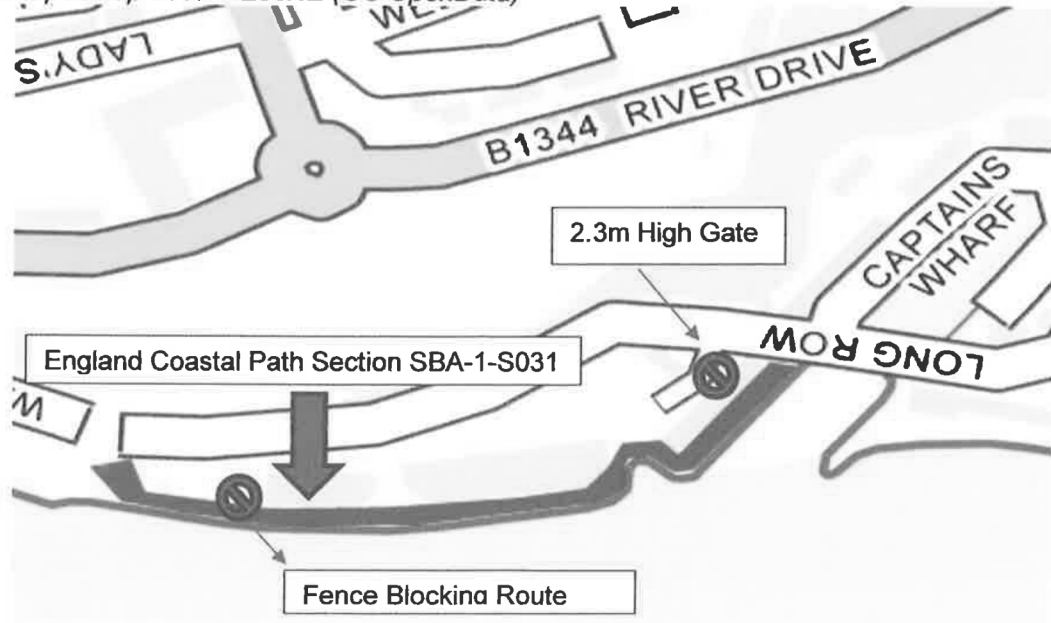 LADY'S
B1344 RIVER DRIVE
2.3m High Gate
CAPTAINS
WHARF
England Coastal Path Section SBA-1-S031
LONG ROW
W
Fence Blocking Route